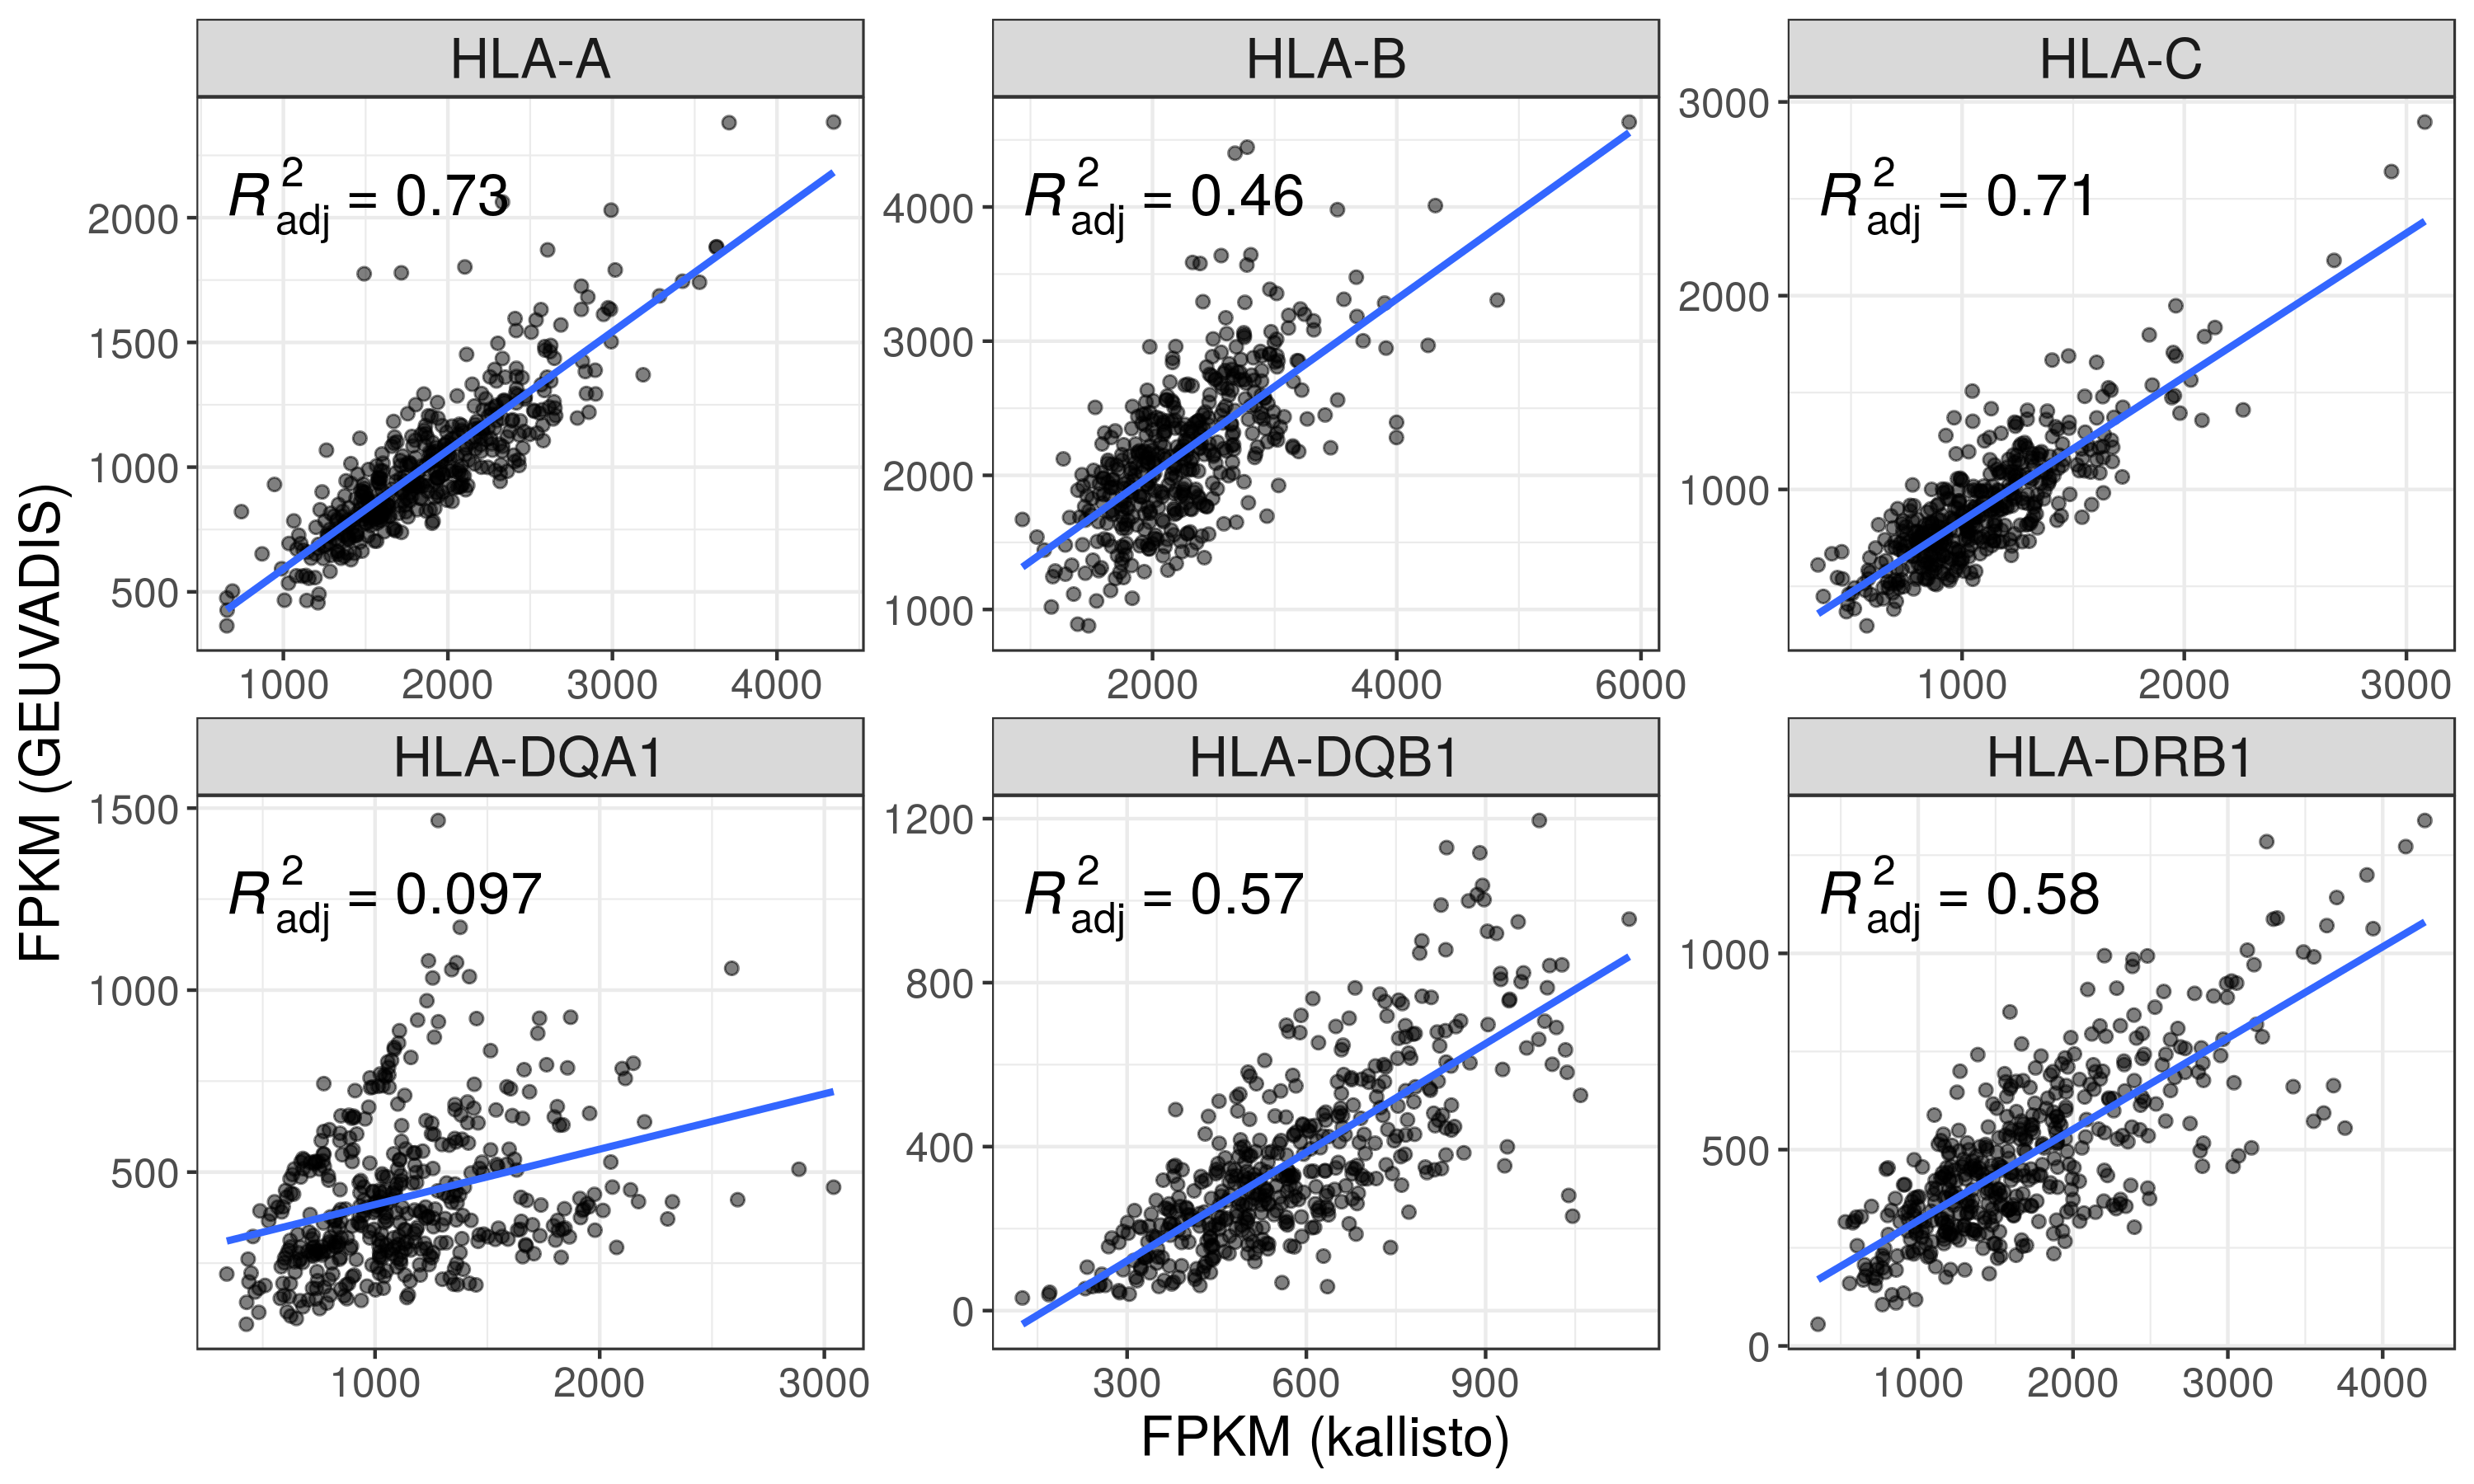 HLA-A
HLA-B
HLA-C
R²adj = 0.73
R²adj = 0.46
R²adj = 0.71
2000
1500
1000
500
4000
3000
2000
1000
3000
2000
1000
1000 2000 3000 4000
2000 4000 6000
1000 2000 3000
HLA-DQA1
HLA-DQB1
HLA-DRB1
R²adj = 0.097
R²adj = 0.57
R²adj = 0.58
1500
1000
500
1200
800
400
0
1000
500
0
1000 2000 3000
300 600 900
1000 2000 3000 4000
FPKM (GEUVADIS)
FPKM (kallisto)